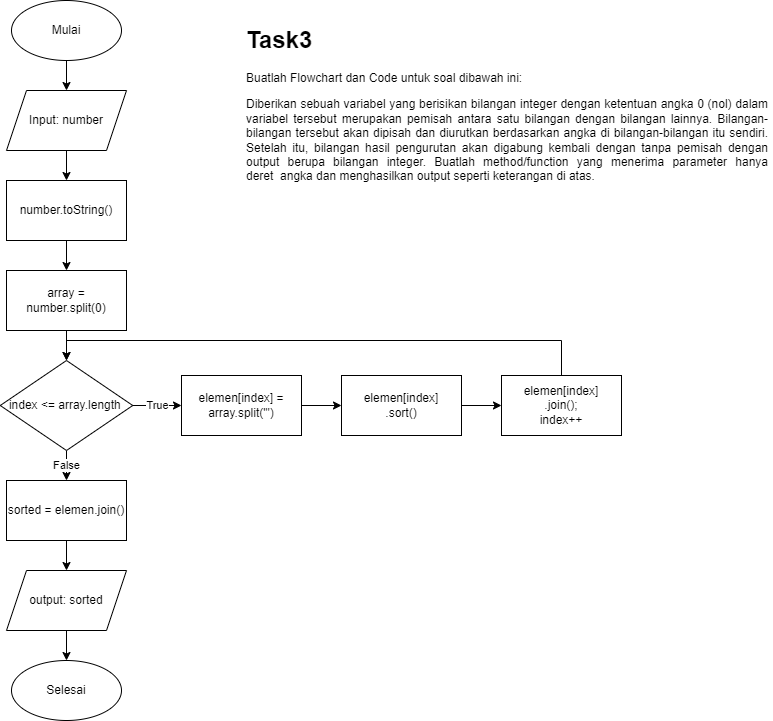 Mulai
Task3
Buatlah Flowchart dan Code untuk soal dibawah ini:
Diberikan sebuah variabel yang berisikan bilangan integer dengan ketentuan angka 0 (nol) dalam
variabel tersebut merupakan pemisah antara satu bilangan dengan bilangan lainnya. Bilangan-
bilangan tersebut akan dipisah dan diurutkan berdasarkan angka di bilangan-bilangan itu sendiri.
Setelah itu, bilangan hasil pengurutan akan digabung kembali dengan tanpa pemisah dengan
output berupa bilangan integer. Buatlah method/function yang menerima parameter hanya
deret angka dan menghasilkan output seperti keterangan di atas.
Input: number
number.toString()
array =
number.split(0)
index <= array.length
True
elemen[index] =
array.split('''')
elemen[index]
.sort()
elemen[index]
.join();
index++
False
sorted = elemen.join()
output: sorted
Selesai